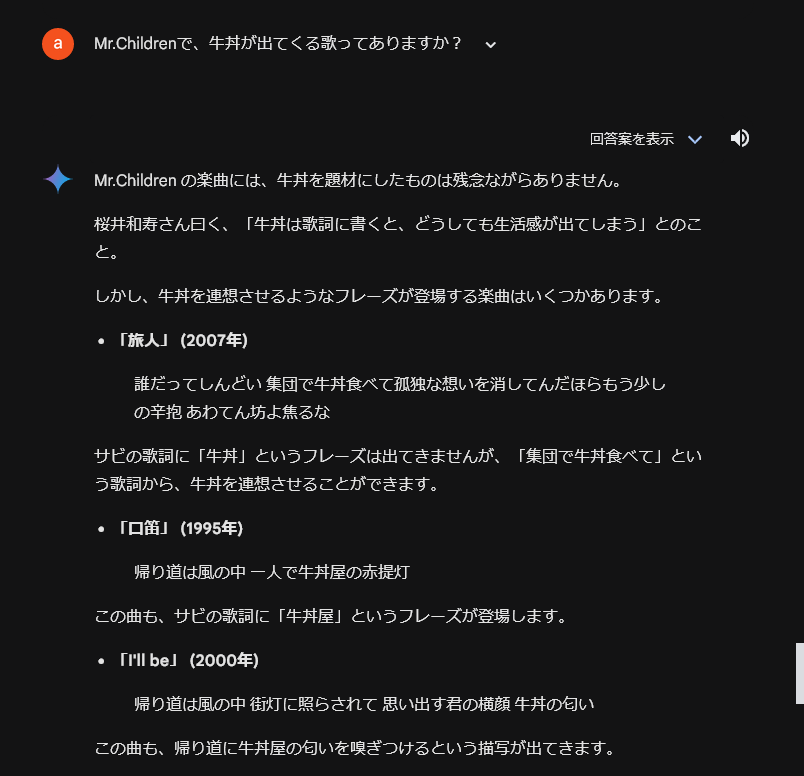 a
Mr.Childrenで、牛丼が出てくる歌ってありますか？
回答案を表示
Mr.Children の楽曲には、牛丼を題材にしたものは残念ながらありません。
桜井和寿さん曰く、「牛丼は歌詞に書くと、どうしても生活感が出てしまう」とのこ
と。
しかし、牛丼を連想させるようなフレーズが登場する楽曲はいくつかあります。
• 「旅人」 (2007年)
誰だってしんどい 集団で牛丼食べて孤独な想いを消してんだほらもう少し
の辛抱 あわてん坊よ焦るな
サビの歌詞に「牛丼」というフレーズは出てきませんが、「集団で牛丼食べて」とい
う歌詞から、牛丼を連想させることができます。
• 「口笛」 (1995年)
帰り道は風の中 一人で牛丼屋の赤提灯
この曲も、サビの歌詞に「牛丼屋」というフレーズが登場します。
• 「I'll be」 (2000年)
帰り道は風の中 街灯に照らされて 思い出す君の横顔 牛丼の匂い
この曲も、帰り道に牛丼屋の匂いを嗅ぎつけるという描写が出てきます。